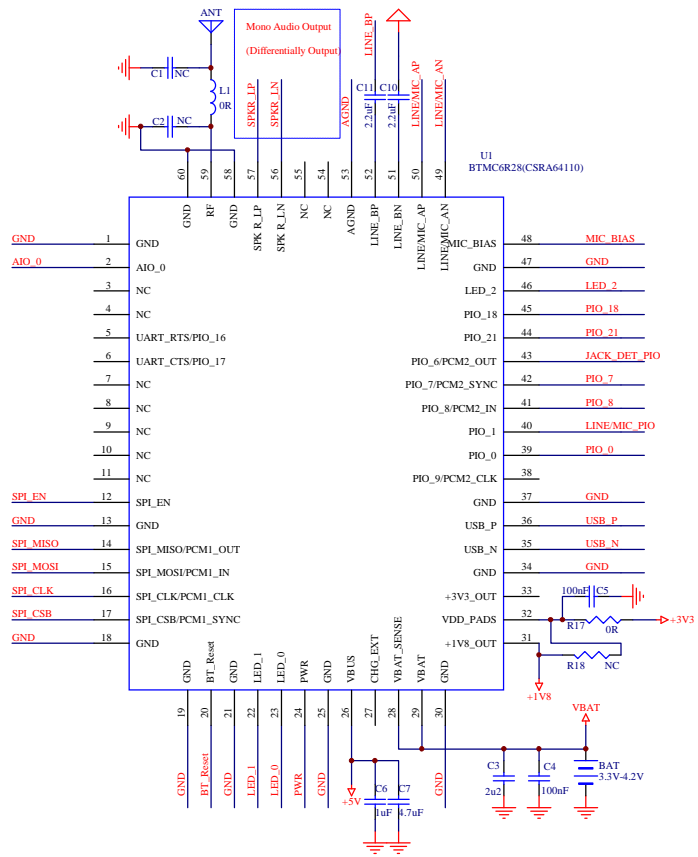 ANT
Mono Audio Output
(Differentially Output)
C1
NC
L1
0R
C2
NC
SPKR_LP
SPKR_LN
AGND
LINE_BP
C11
C10
2.2uF
2.2uF
LINE/MIC_AP
LINE/MIC_AN
U1
BTMC6R28(CSRA64110)
60
59
58
57
56
55
54
53
52
51
50
49
GND
RF
GND
SPK R_LP
SPK R_LN
NC
NC
AGND
LINE_BP
LINE_BN
LINE/MIC_AP
LINE/MIC_AN
GND 1 GND
AIO_0 2 AIO_0
3 NC
4 NC
5 UART_RTS/PIO_16
6 UART_CTS/PIO_17
7 NC
8 NC
9 NC
10 NC
11 NC
SPI_EN 12 SPI_EN
GND 13 GND
SPI_MISO 14 SPI_MISO/PCM1_OUT
SPI_MOSI 15 SPI_MOSI/PCM1_IN
SPI_CLK 16 SPI_CLK/PCM1_CLK
SPI_CSB 17 SPI_CSB/PCM1_SYNC
GND 18 GND
MIC_BIAS 48 MIC_BIAS
GND 47 GND
LED_2 46 LED_2
PIO_18 45 PIO_18
PIO_21 44 PIO_21
PIO_6/PCM2_OUT 43 JACK_DET_PIO
PIO_7/PCM2_SYNC 42 PIO_7
PIO_8/PCM2_IN 41 PIO_8
PIO_1 40 LINE/MIC_PIO
PIO_0 39 PIO_0
PIO_9/PCM2_CLK 38
GND 37 GND
USB_P 36 USB_P
USB_N 35 USB_N
GND 34 GND
+3V3_OUT 33
VDD_PADS 32
+1V8_OUT 31
100nF
C5
R17
0R
+3V3
R18
NC
+1V8
GND
BT_Reset
GND
LED_1
LED_0
PWR
GND
VBUS
CHG_EXT
VBAT_SENSE
VBAT
GND
19
20
21
22
23
24
25
26
27
28
29
30
GND
BT_Reset
GND
LED_1
LED_0
PWR
GND
+5V
C6
1uF
C7
4.7uF
GND
VBAT
C3
2u2
C4
100nF
BAT
3.3V-4.2V